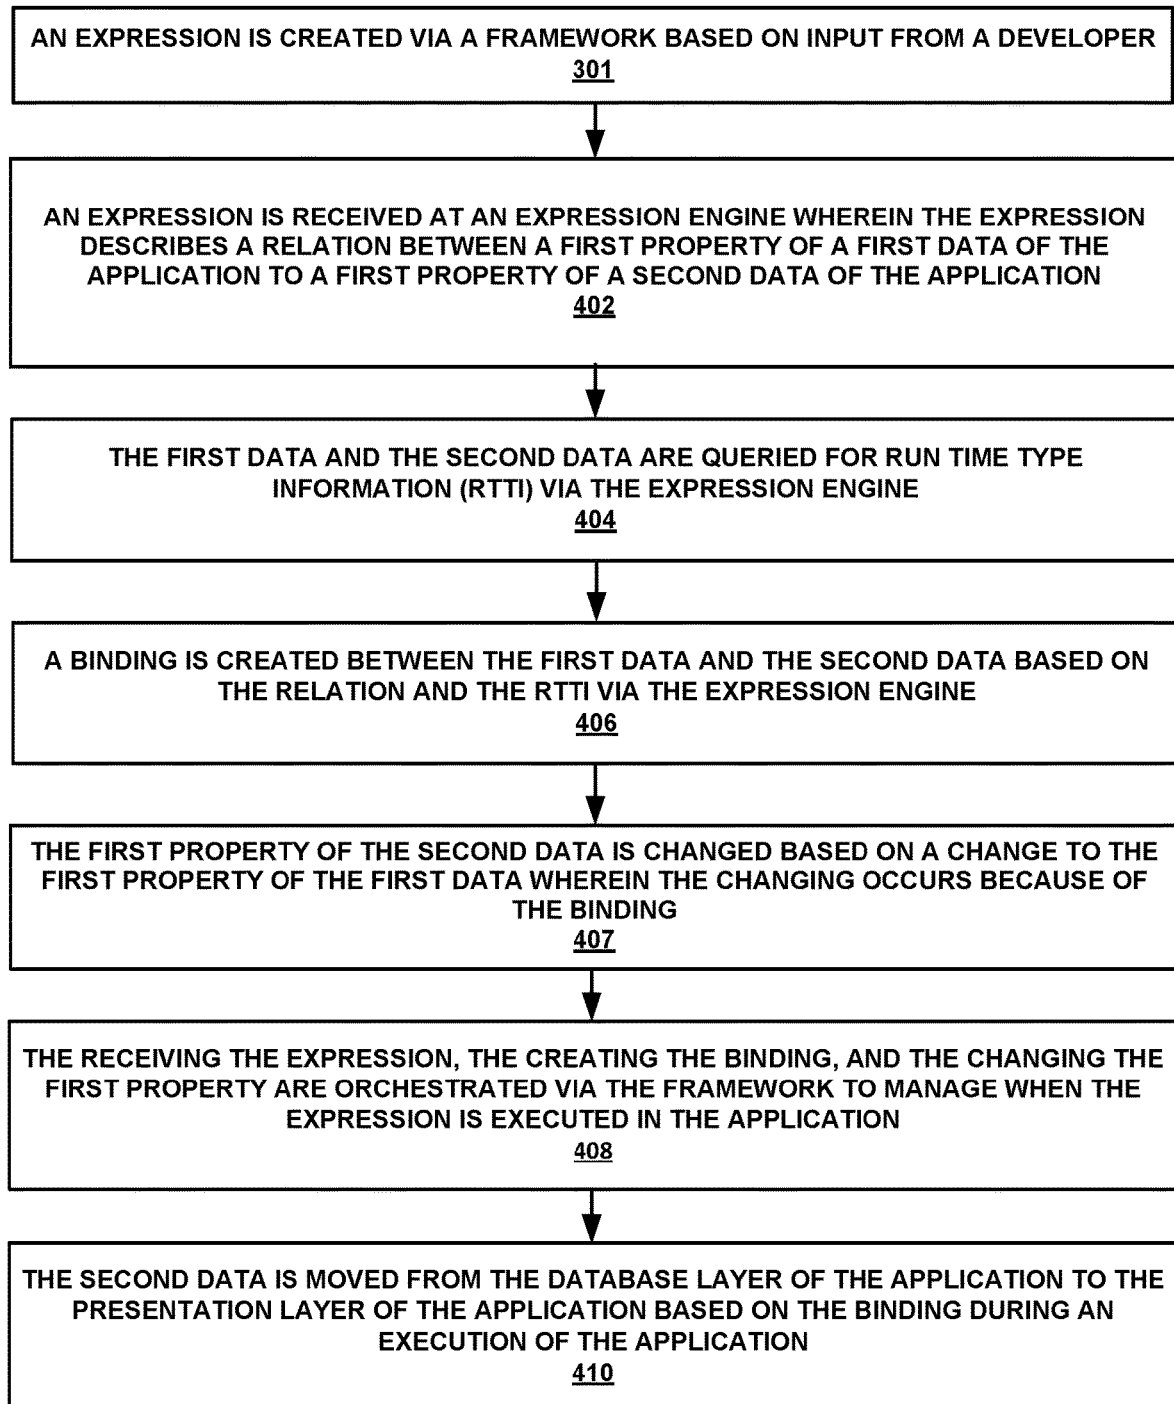 AN EXPRESSION IS CREATED VIA A FRAMEWORK BASED ON INPUT FROM A DEVELOPER
301
AN EXPRESSION IS RECEIVED AT AN EXPRESSION ENGINE WHEREIN THE EXPRESSION
DESCRIBES A RELATION BETWEEN A FIRST PROPERTY OF A FIRST DATA OF THE
APPLICATION TO A FIRST PROPERTY OF A SECOND DATA OF THE APPLICATION
402
THE FIRST DATA AND THE SECOND DATA ARE QUERIED FOR RUN TIME TYPE
INFORMATION (RTTI) VIA THE EXPRESSION ENGINE
404
A BINDING IS CREATED BETWEEN THE FIRST DATA AND THE SECOND DATA BASED ON
THE RELATION AND THE RTTI VIA THE EXPRESSION ENGINE
406
THE FIRST PROPERTY OF THE SECOND DATA IS CHANGED BASED ON A CHANGE TO THE
FIRST PROPERTY OF THE FIRST DATA WHEREIN THE CHANGING OCCURS BECAUSE OF
THE BINDING
407
THE RECEIVING THE EXPRESSION, THE CREATING THE BINDING, AND THE CHANGING THE
FIRST PROPERTY ARE ORCHESTRATED VIA THE FRAMEWORK TO MANAGE WHEN THE
EXPRESSION IS EXECUTED IN THE APPLICATION
408
THE SECOND DATA IS MOVED FROM THE DATABASE LAYER OF THE APPLICATION TO THE
PRESENTATION LAYER OF THE APPLICATION BASED ON THE BINDING DURING AN
EXECUTION OF THE APPLICATION
410